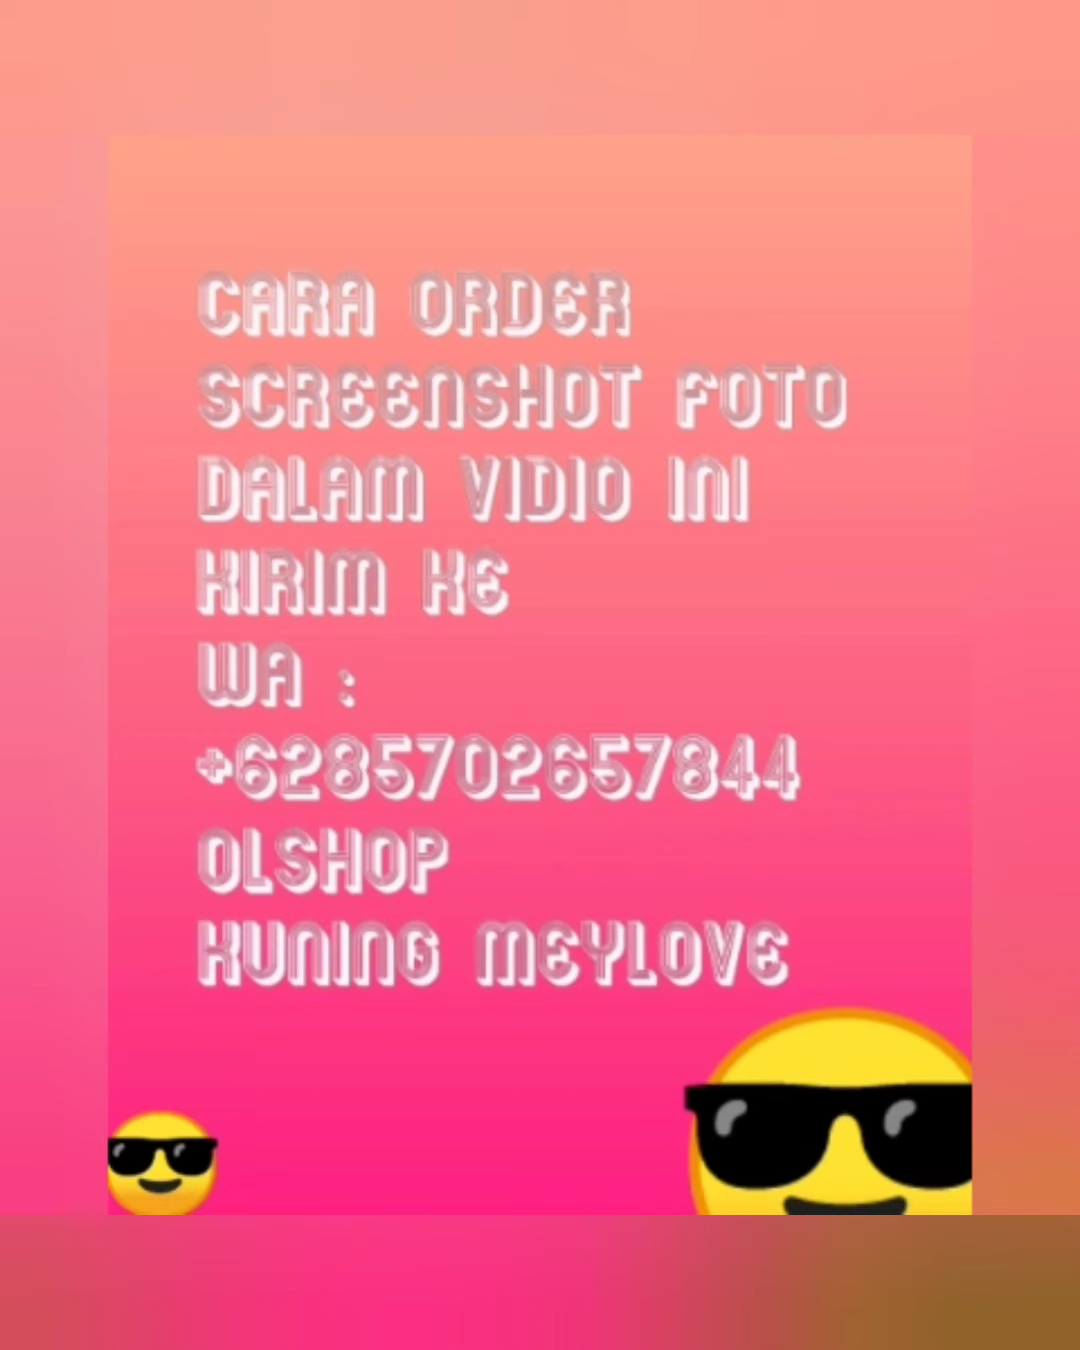 CARA ORDER
SCREENSHOT FOTO
DALAM VIDIO INI
KIRIM KE
WA :
+6285702657844
OLSHOP
KUNING MEYLOVE